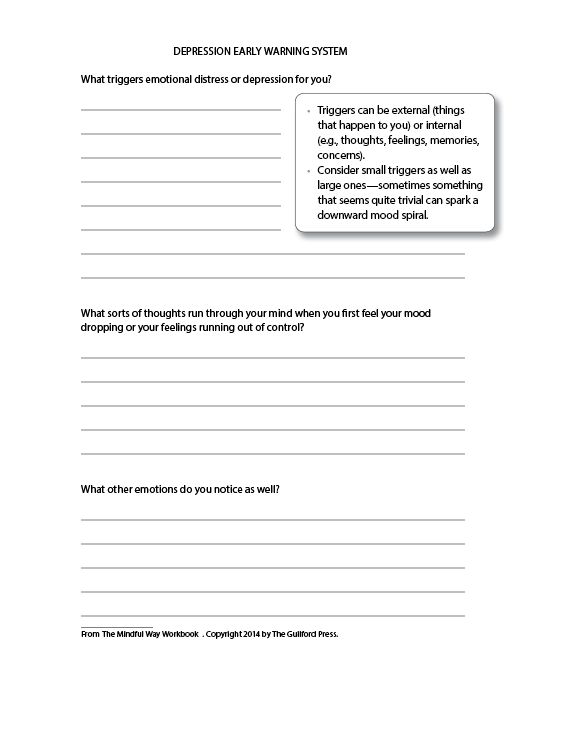 DEPRESSION EARLY WARNING SYSTEM
What triggers emotional distress or depression for you?
• Triggers can be external (things
that happen to you) or internal
(e.g., thoughts, feelings, memories,
concerns).
• Consider small triggers as well as
large ones—sometimes something
that seems quite trivial can spark a
downward mood spiral.
What sorts of thoughts run through your mind when you first feel your mood
dropping or your feelings running out of control?
What other emotions do you notice as well?
From The Mindful Way Workbook . Copyright 2014 by The Guilford Press.